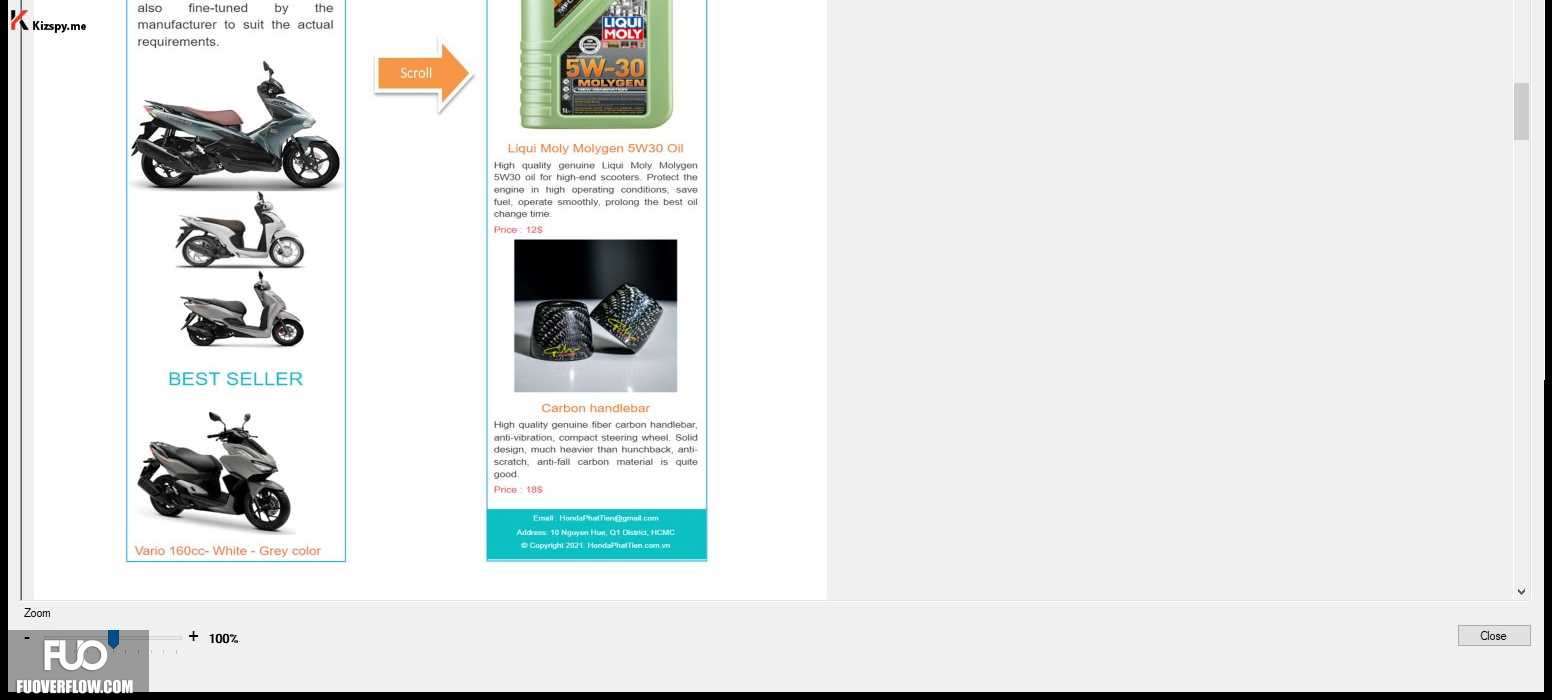 also fine-tuned by the
manufacturer to suit the actual
requirements.
Kizspy.me
Scroll
LIQUI
MOLY
5W-30
MOLYGEN
NEW GENERATION
1L
Liqui Moly Molygen 5W30 Oil
High quality genuine Liqui Moly Molygen
5W30 oil for high-end scooters. Protect the
engine in high operating conditions, save
fuel, operate smoothly, prolong the best oil
change time.
Price : 12$
BEST SELLER
Vario 160cc- White - Grey color
Carbon handlebar
High quality genuine fiber carbon handlebar,
anti-vibration, compact steering wheel. Solid
design, much heavier than hunchback, anti-
scratch, anti-fall carbon material is quite
good.
Price : 18$
Email : HondaPhatTien@gmail.com
Address: 10 Nguyen Hue, Q1 District, HCMC
© Copyright 2021. HondaPhatTien.com.vn
Zoom
- + 100%
Close
FUO
FUOVERFLOW.COM